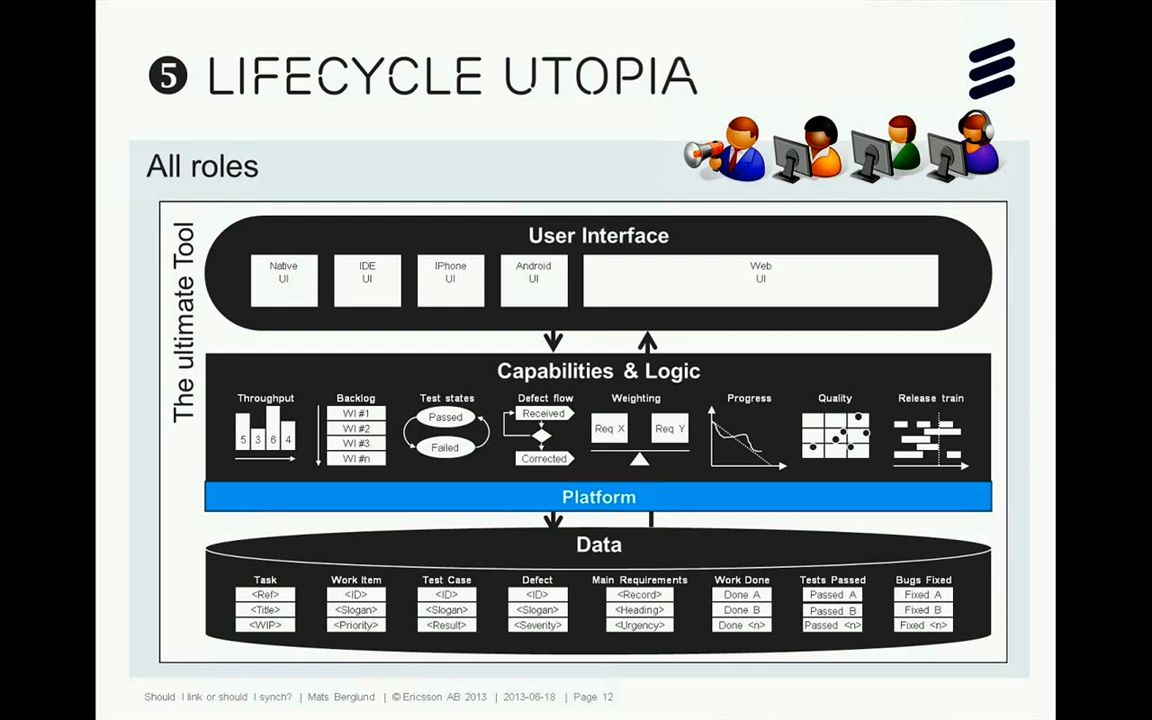 5 LIFECYCLE UTOPIA
All roles
The ultimate Tool
User Interface
Native UI
IDE UI
IPhone UI
Android UI
Web UI
Capabilities & Logic
Throughput
5 3 6 4
Backlog
WI #1
WI #2
WI #3
WI #n
Test states
Passed
Failed
Defect flow
Received
Corrected
Weighting
Req X
Req Y
Progress
Quality
Release train
Platform
Data
Task
<Ref>
<Title>
<WIP>
Work Item
<ID>
<Slogan>
<Priority>
Test Case
<ID>
<Slogan>
<Result>
Defect
<ID>
<Slogan>
<Severity>
Main Requirements
<Record>
<Heading>
<Urgency>
Work Done
Done A
Done B
Done <n>
Tests Passed
Passed A
Passed B
Passed <n>
Bugs Fixed
Fixed A
Fixed B
Fixed <n>
Should I link or should I synch? | Mats Berglund | © Ericsson AB 2013 | 2013-06-18 | Page 12